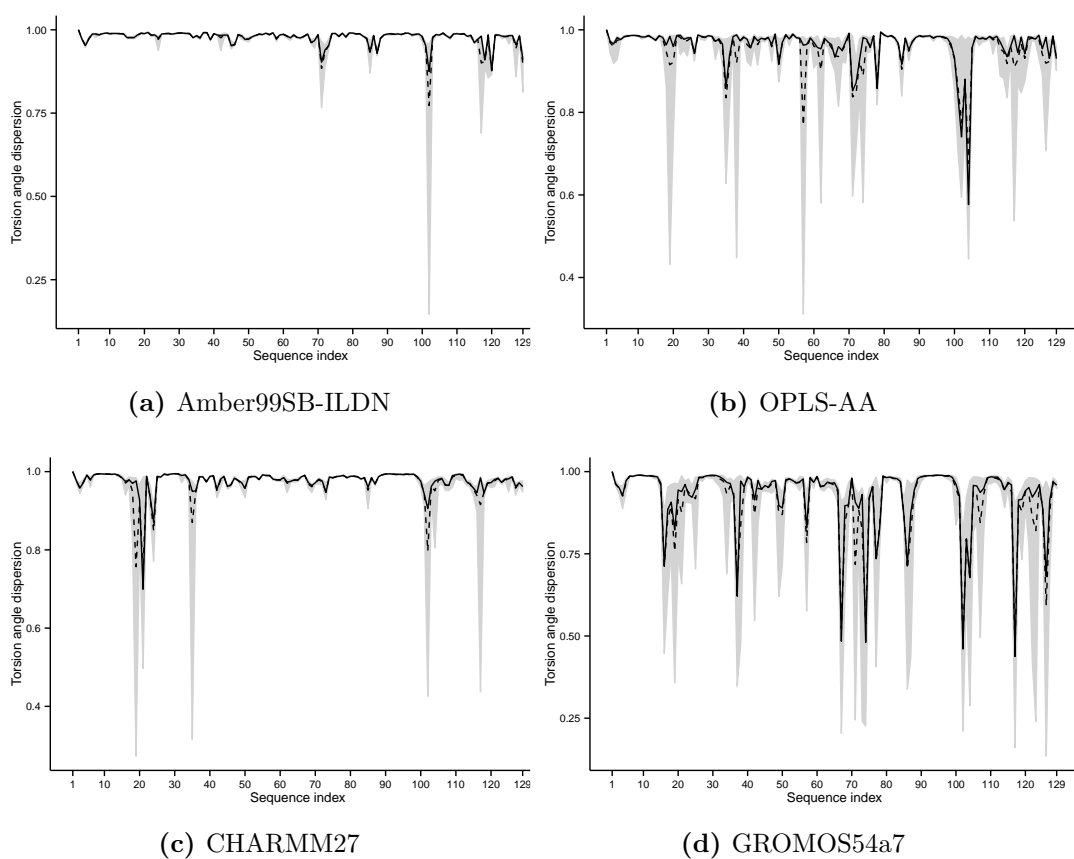 1.00
0.75
0.50
0.25
Torsion angle dispersion
1 10 20 30 40 50 60 70 80 90 100 110 120 129
Sequence index
(a) Amber99SB-ILDN
1.0
0.8
0.6
0.4
Torsion angle dispersion
1 10 20 30 40 50 60 70 80 90 100 110 120 129
Sequence index
(b) OPLS-AA
1.0
0.8
0.6
0.4
Torsion angle dispersion
1 10 20 30 40 50 60 70 80 90 100 110 120 129
Sequence index
(c) CHARMM27
1.00
0.75
0.50
0.25
Torsion angle dispersion
1 10 20 30 40 50 60 70 80 90 100 110 120 129
Sequence index
(d) GROMOS54a7